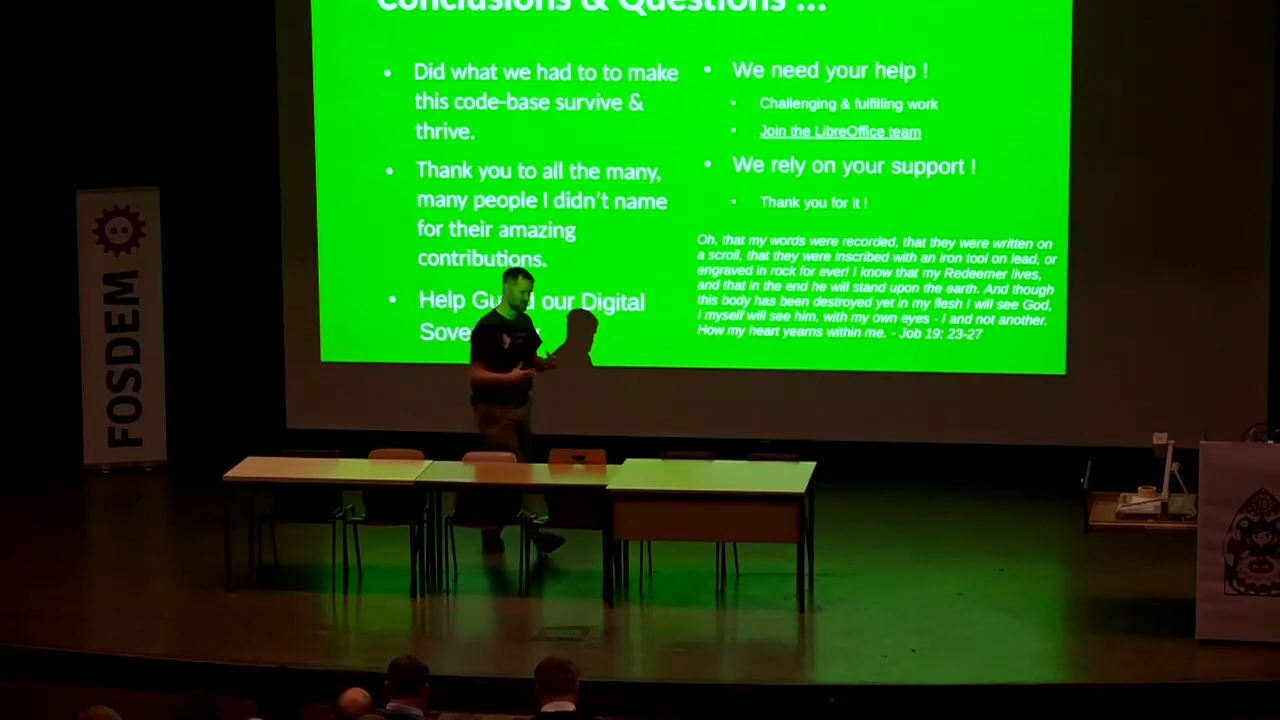 Conclusions & Questions ...
Did what we had to to make
this code-base survive &
thrive.
Thank you to all the many,
many people I didn't name
for their amazing
contributions.
Help our Digital
We need your help !
Challenging & fulfilling work
Join the LibreOffice team
We rely on your support !
Thank you for it !
Oh, that my words were recorded, that they were written on
a scroll, that they were inscribed with an iron tool on lead, or
engraved in rock for ever! I know that my Redeemer lives,
and that in the end he will stand upon the earth. And though
this body has been destroyed yet in my flesh I will see God,
I myself will see him, with my own eyes - I and not another.
How my heart yearns within me. - Job 19: 23-27
FOSDEM